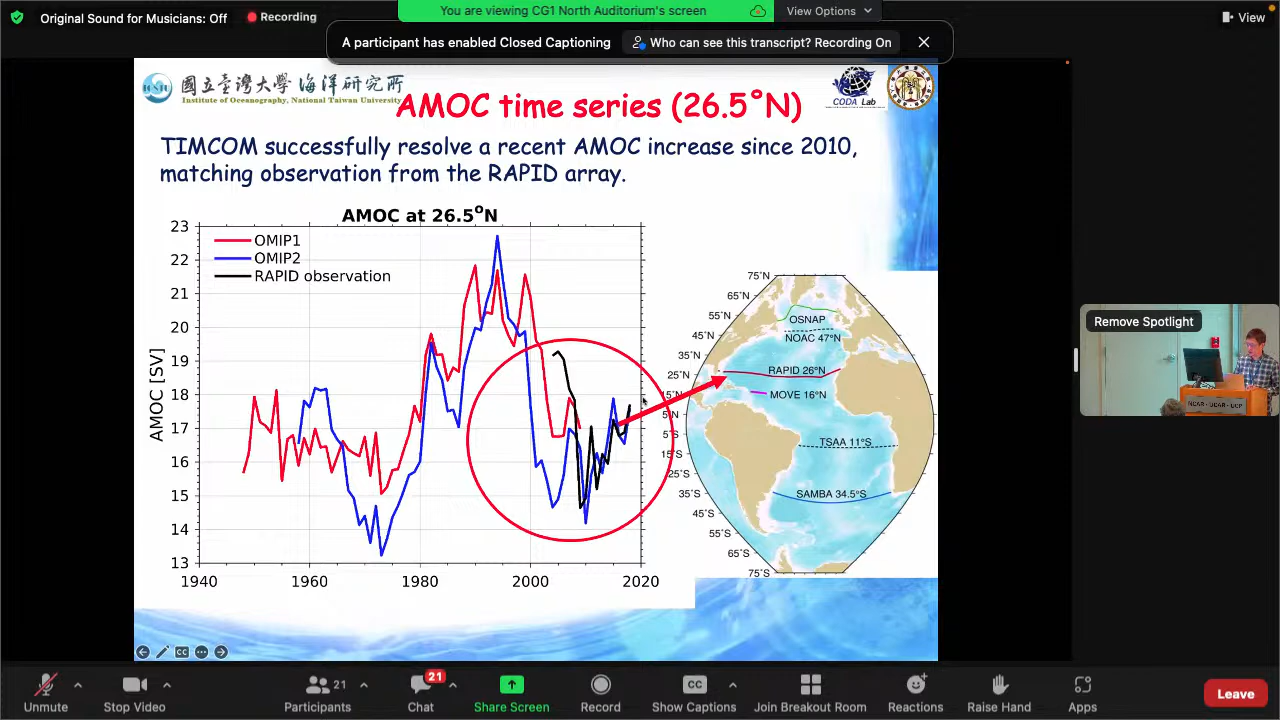 Original Sound for Musicians: Off
Recording
You are viewing CG1 North Auditorium's screen
View Options
View
A participant has enabled Closed Captioning
Who can see this transcript? Recording On
國立臺灣大學 海洋研究所
Institute of Oceanography, National Taiwan University
CODA Lab
AMOC time series (26.5°N)
TIMCOM successfully resolve a recent AMOC increase since 2010,
matching observation from the RAPID array.
AMOC at 26.5°N
OMIP1
OMIP2
RAPID observation
AMOC [SV]
23
22
21
20
19
18
17
16
15
14
13
1940
1960
1980
2000
2020
75°N
65°N
55°N
45°N
35°N
25°N
15°N
5°N
5°S
15°S
25°S
35°S
45°S
55°S
65°S
75°S
OSNAP
NOAC 47°N
RAPID 26°N
MOVE 16°N
TSAA 11°S
SAMBA 34.5°S
Remove Spotlight
NCAR - UCAR - UCP
CC
Unmute
Stop Video
21
Participants
21
Chat
Share Screen
Record
CC
Show Captions
Join Breakout Room
Reactions
Raise Hand
Apps
Leave